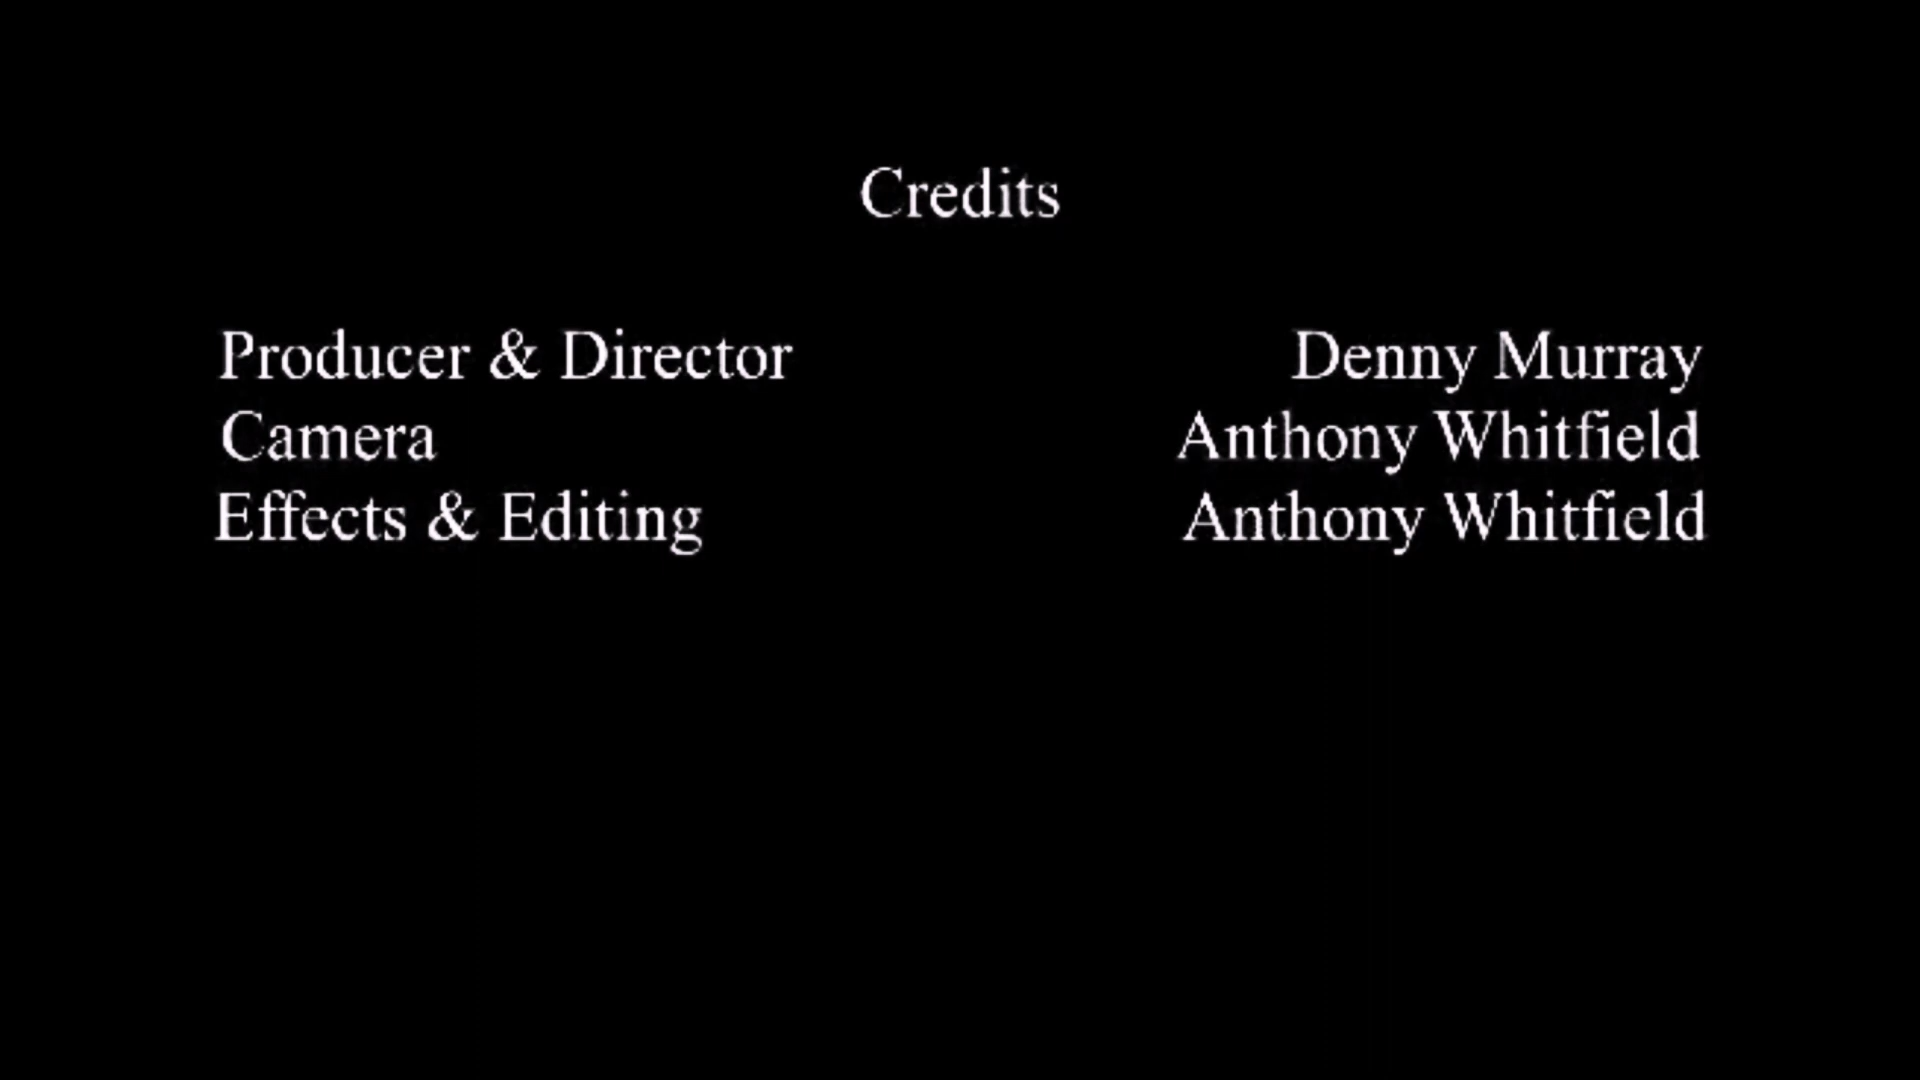 Credits
Producer & Director Denny Murray
Camera Anthony Whitfield
Effects & Editing Anthony Whitfield